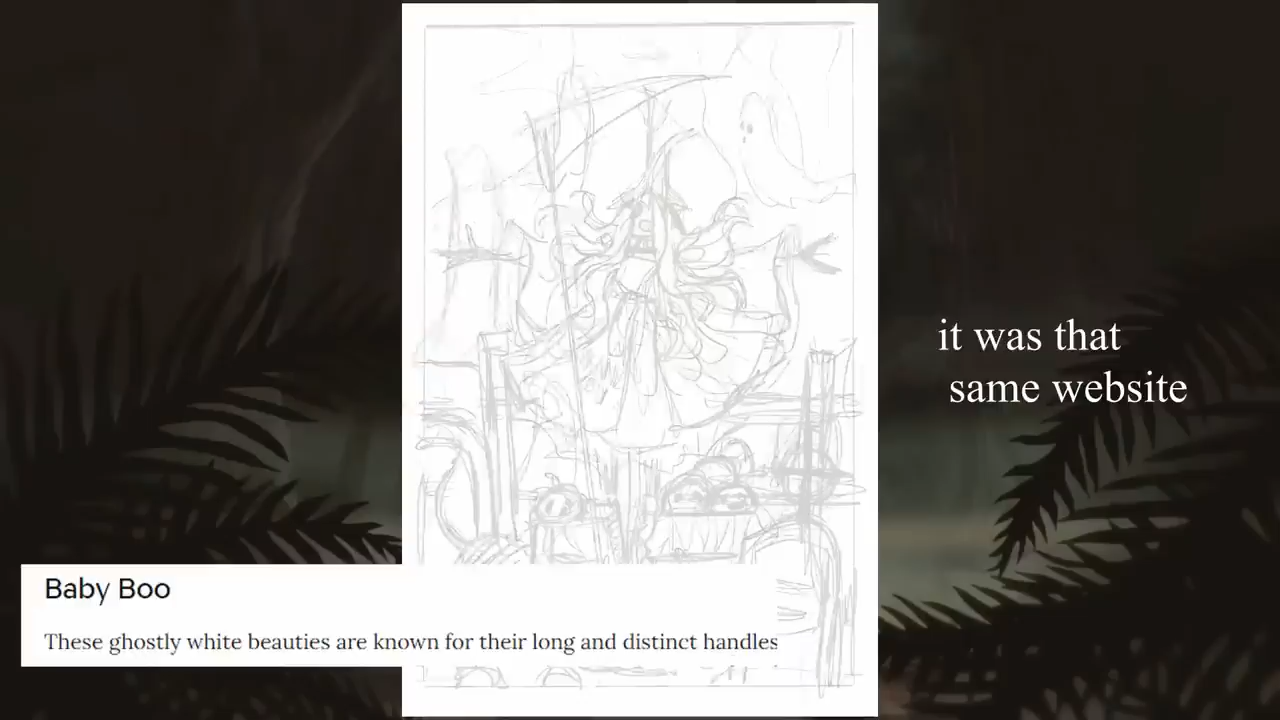 it was that
same website
Baby Boo
These ghostly white beauties are known for their long and distinct handles